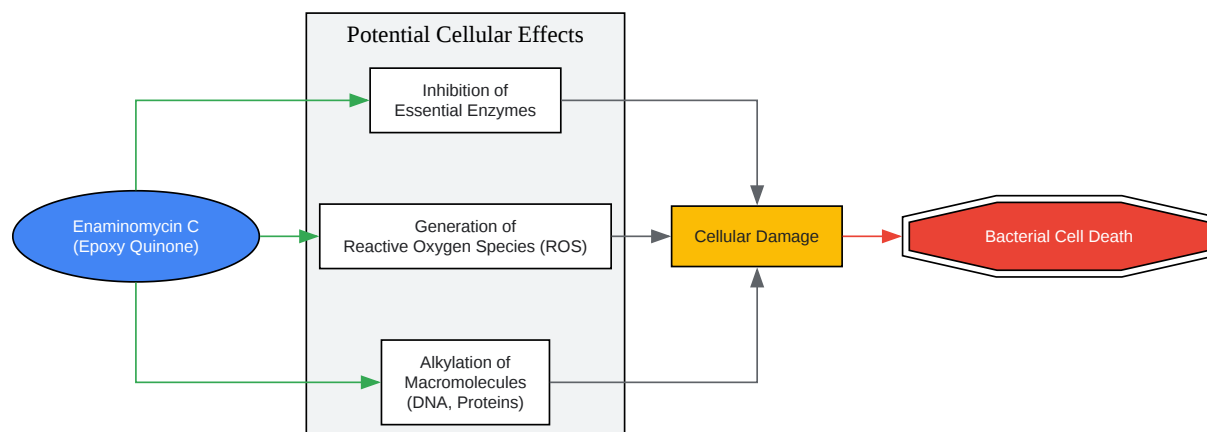 Potential Cellular Effects
Inhibition of
Essential Enzymes
Enaminomycin C
(Epoxy Quinone)
Generation of
Reactive Oxygen Species (ROS)
Cellular Damage
Bacterial Cell Death
Alkylation of
Macromolecules
(DNA, Proteins)